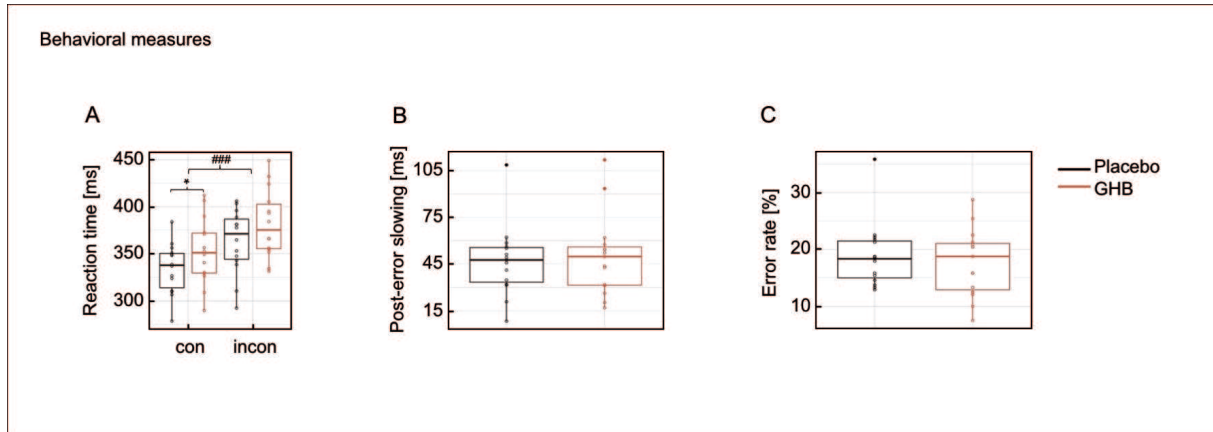 Behavioral measures
A
B
C
Reaction time [ms]
450
400
350
300
*
###
con
incon
Post-error slowing [ms]
105
75
45
15
Error rate [%]
30
20
10
Placebo
GHB